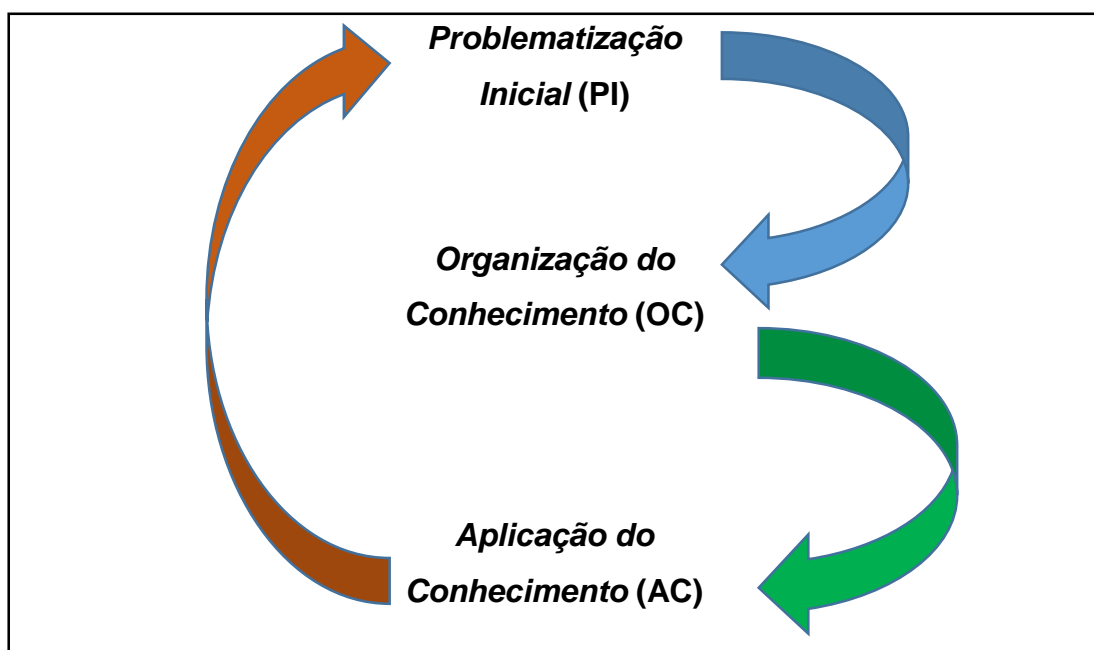 Problematização
Inicial (PI)
Organização do
Conhecimento (OC)
Aplicação do
Conhecimento (AC)